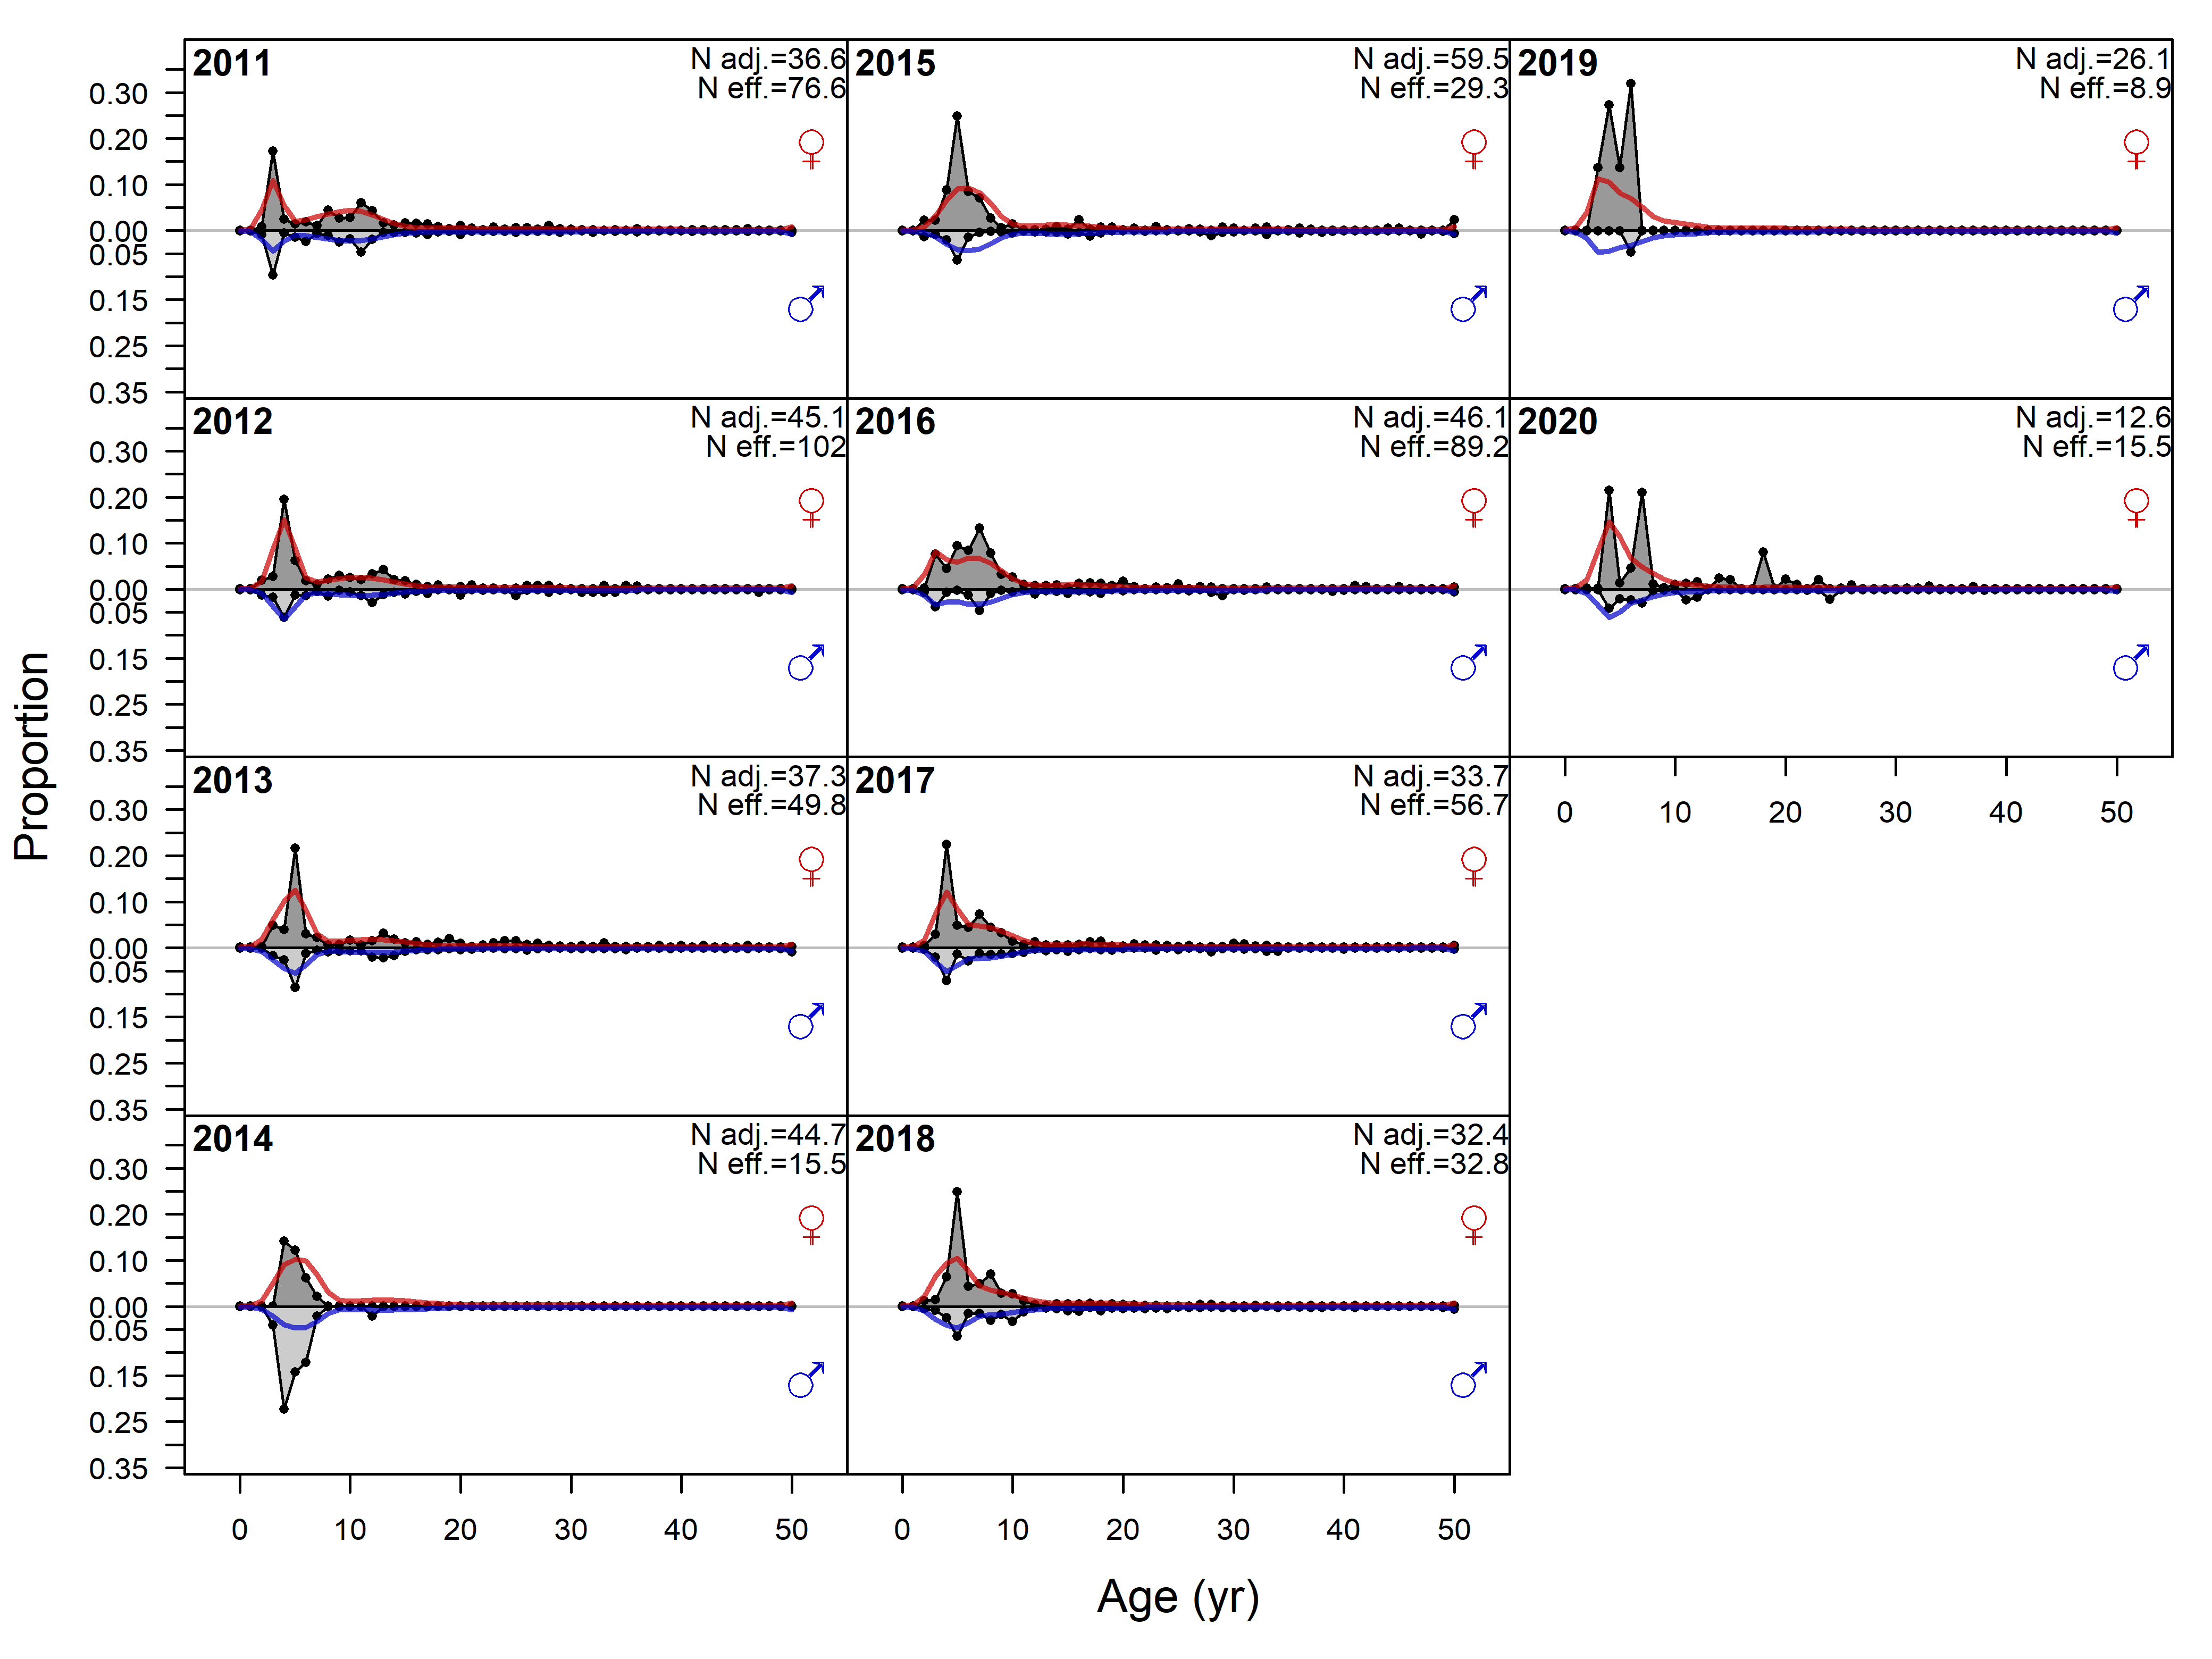 2011
N adj.=36.6
N eff.=76.6
2015
N adj.=59.5
N eff.=29.3
2019
N adj.=26.1
N eff.=8.9
0.30
0.20
0.10
0.00
0.05
0.15
0.25
0.35
2012
N adj.=45.1
N eff.=102
2016
N adj.=46.1
N eff.=89.2
2020
N adj.=12.6
N eff.=15.5
0.30
0.20
0.10
0.00
0.05
0.15
0.25
0.35
0 10 20 30 40 50
2013
N adj.=37.3
N eff.=49.8
2017
N adj.=33.7
N eff.=56.7
0.30
0.20
0.10
0.00
0.05
0.15
0.25
0.35
2014
N adj.=44.7
N eff.=15.5
2018
N adj.=32.4
N eff.=32.8
0.30
0.20
0.10
0.00
0.05
0.15
0.25
0.35
0 10 20 30 40 50
0 10 20 30 40 50
Proportion
Age (yr)